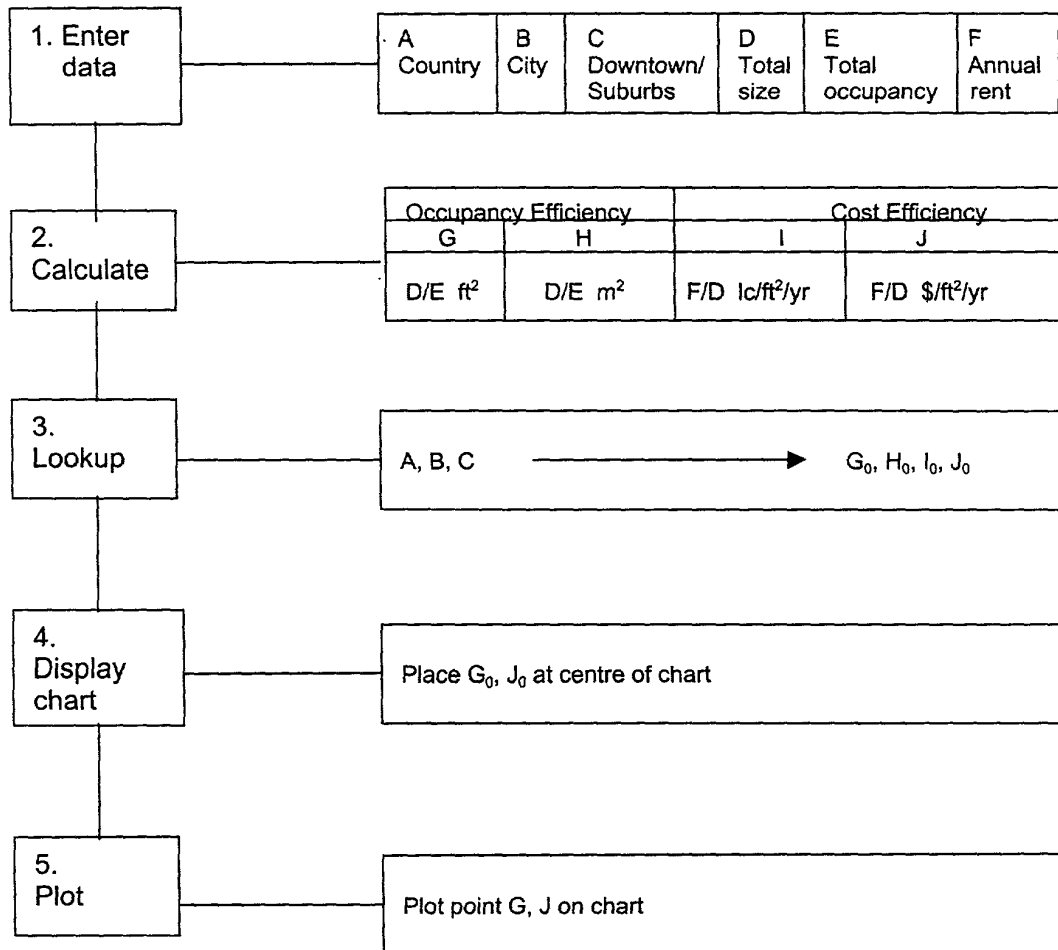 1. Enter
data
A B C D E F
Country City Downtown/ Total Total Annual
Suburbs size occupancy rent
2.
Calculate
Occupancy Efficiency Cost Efficiency
G H I J
D/E ft² D/E m² F/D lc/ft²/yr F/D $/ft²/yr
3.
Lookup
A, B, C G₀, H₀, I₀, J₀
4.
Display
chart
Place G₀, J₀ at centre of chart
5.
Plot
Plot point G, J on chart